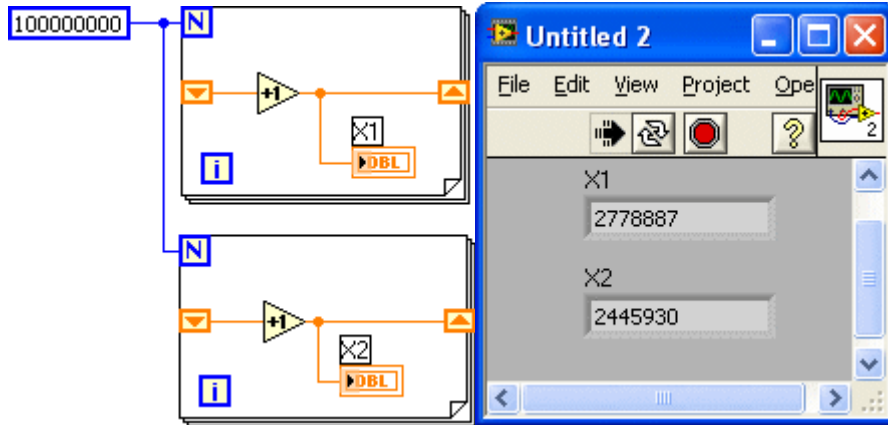 100000000
N
+1
X1
DBL
i
N
+1
X2
DBL
i
Untitled 2
File Edit View Project Ope
2
X1
2778887
X2
2445930